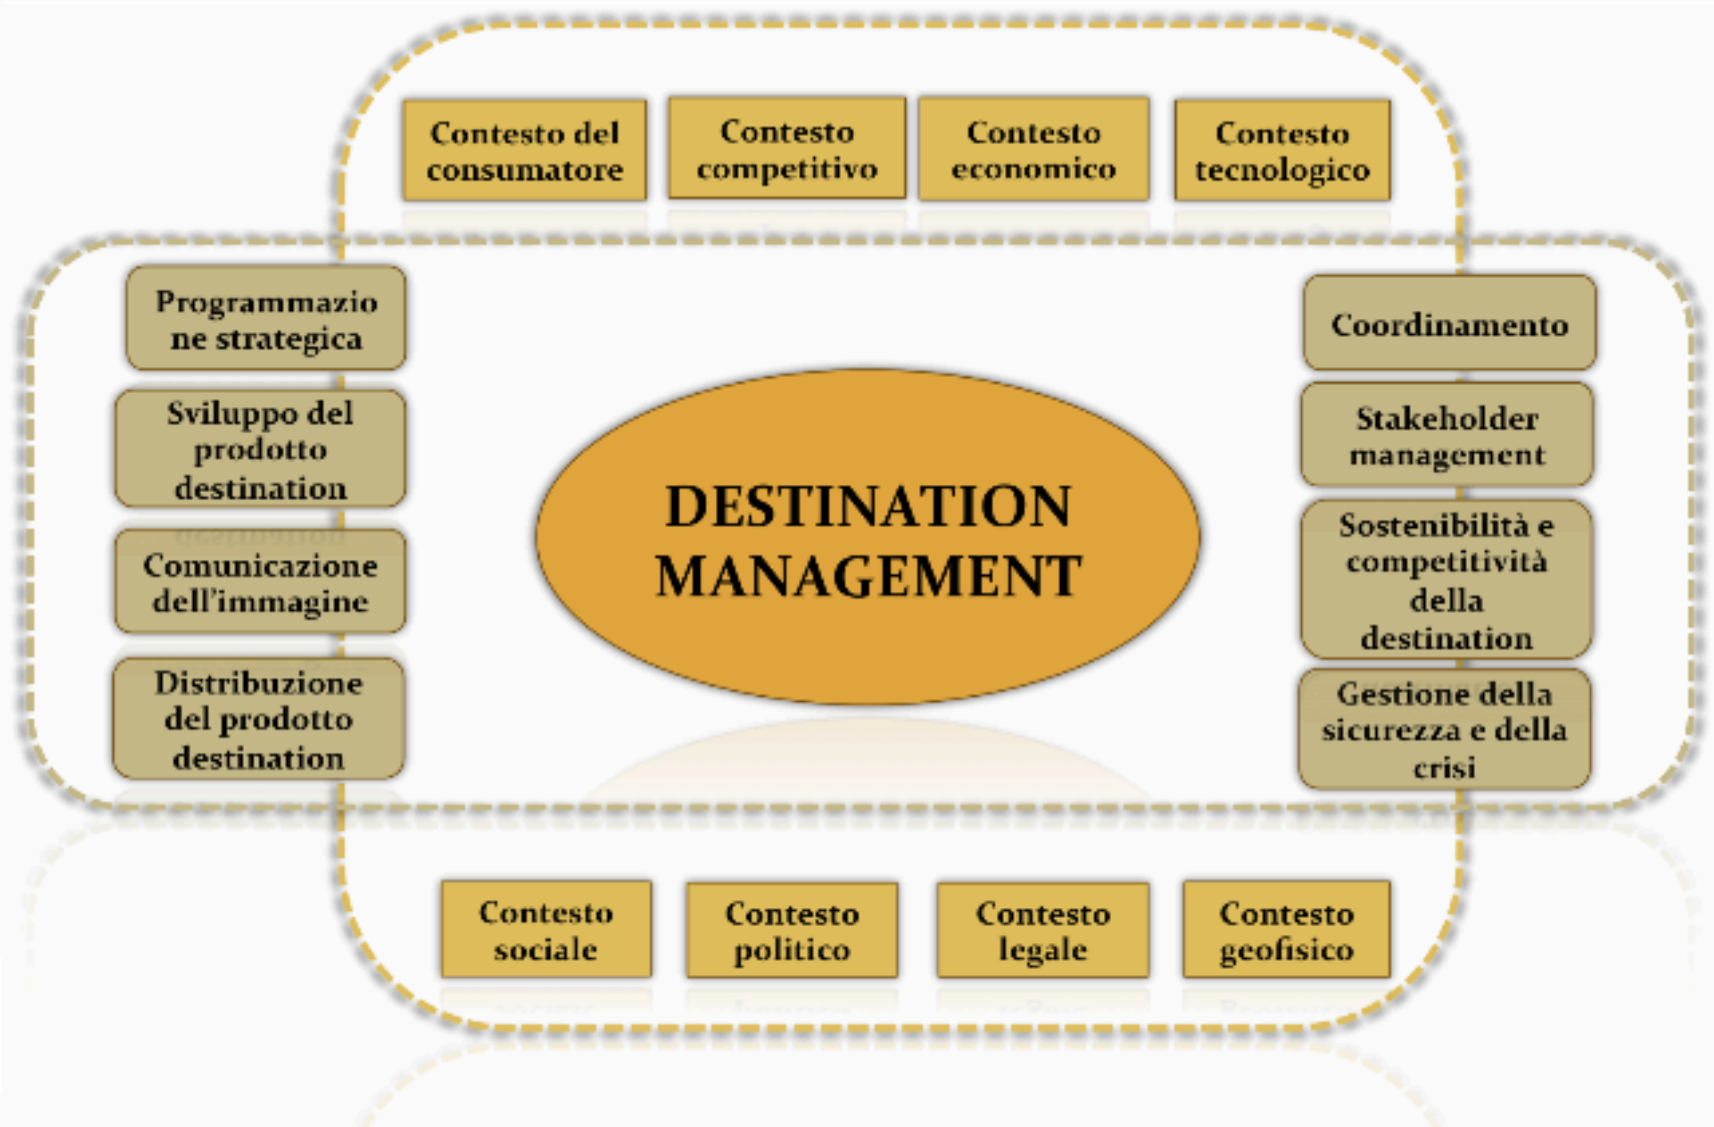 Contesto del
consumatore
Contesto
competitivo
Contesto
economico
Contesto
tecnologico
Programmazio
ne strategica
Sviluppo del
prodotto
destination
Comunicazione
dell'immagine
Distribuzione
del prodotto
destination
DESTINATION
MANAGEMENT
Coordinamento
Stakeholder
management
Sostenibilità e
competitività
della
destination
Gestione della
sicurezza e della
crisi
Contesto
sociale
Contesto
politico
Contesto
legale
Contesto
geofisico